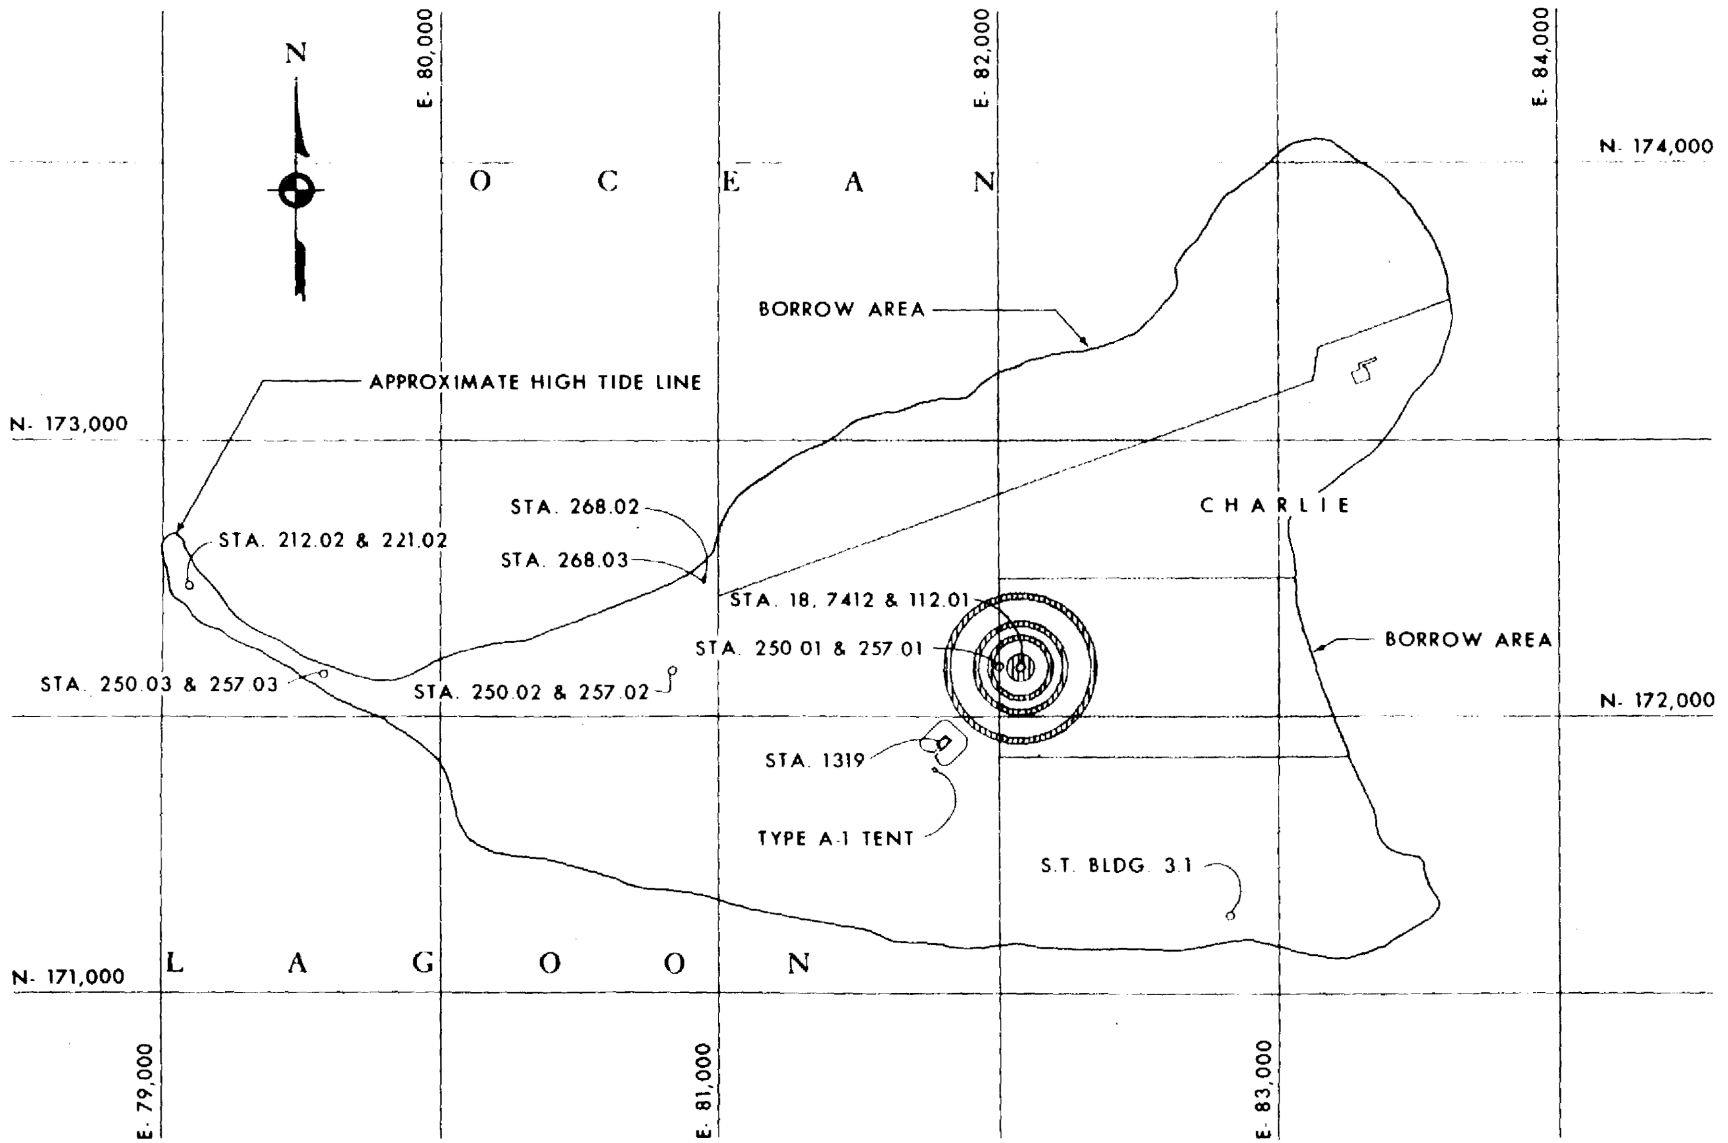 E- 80,000
E- 82,000
E- 84,000
N
N- 174,000
O C E A N
BORROW AREA
APPROXIMATE HIGH TIDE LINE
N- 173,000
STA. 268.02
CHARLIE
STA. 212.02 & 221.02
STA. 268.03
STA. 18, 7412 & 112.01
BORROW AREA
STA. 250 01 & 257.01
STA. 250.03 & 257.03
STA. 250.02 & 257.02
N- 172,000
STA. 1319
TYPE A-1 TENT
S.T. BLDG. 3.1
L A G O O N
N- 171,000
E- 79,000
E- 81,000
E- 83,000